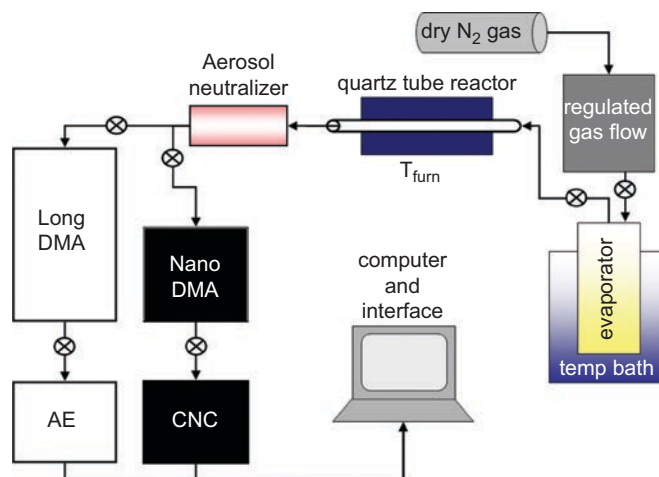 dry N₂ gas
Aerosol
neutralizer
quartz tube reactor
regulated
gas flow
T_furn
Long
DMA
Nano
DMA
computer
and
interface
evaporator
temp bath
AE
CNC